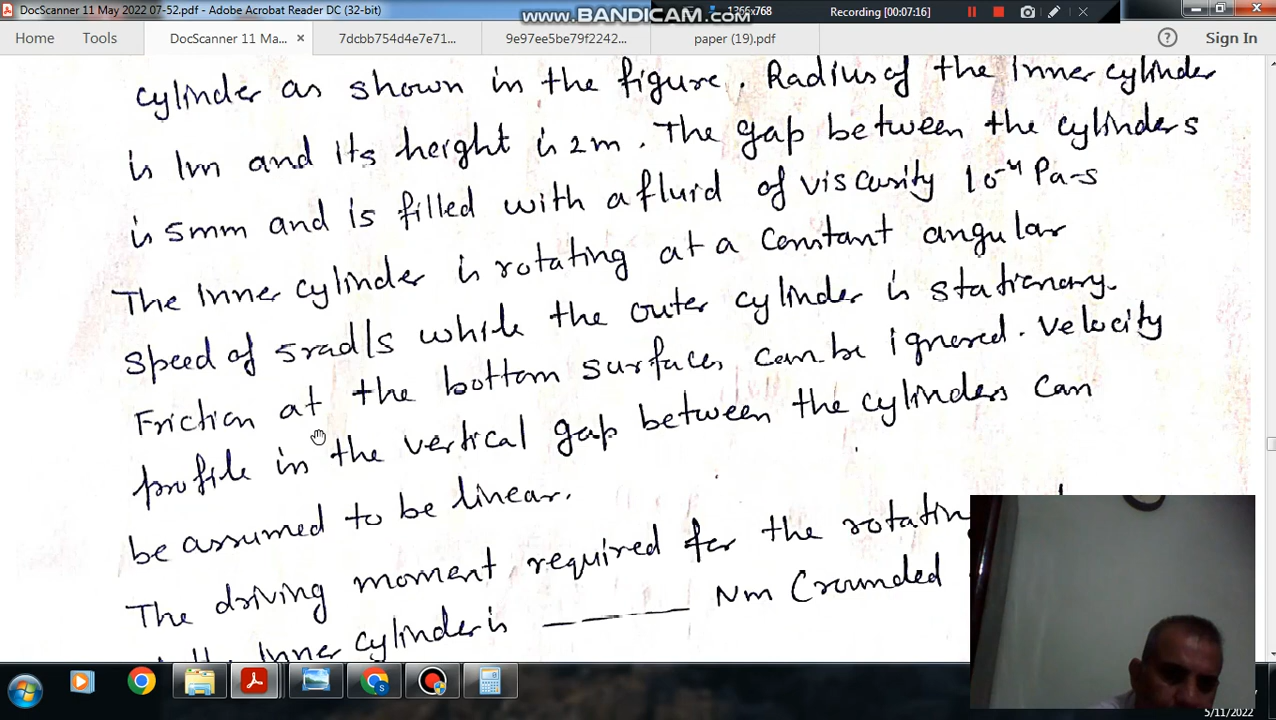 DocScanner 11 May 2022 07-52.pdf - Adobe Acrobat Reader DC (32-bit)
www.BANDICAM.com
1366x768
Recording [00:07:16]
Home
Tools
DocScanner 11 Ma...
7dcbb754d4e7e71...
9e97ee5be79f2242...
paper (19).pdf
Sign In
cylinder as shown in the figure. Radius of the inner cylinder
is 1m and its height is 2m. The gap between the cylinders
is 5mm and is filled with a fluid of viscosity 10⁻⁴ Pa-s
The inner cylinder is rotating at a constant angular
speed of 5rad/s while the outer cylinder is stationary.
Friction at the bottom surfaces can be ignored. Velocity
profile in the vertical gap between the cylinders can
be assumed to be linear.
The driving moment required for the
inner cylinder is ______ Nm (rounded
5/11/2022